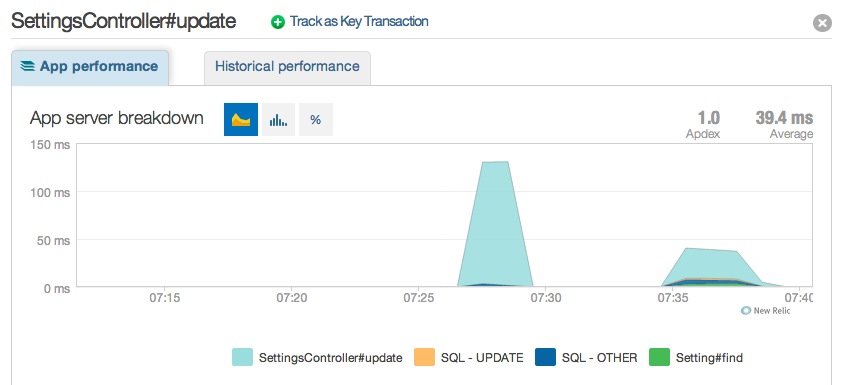 SettingsController#update Track as Key Transaction
App performance Historical performance
App server breakdown % 1.0 39.4 ms
Apdex Average
150 ms
100 ms
50 ms
0 ms
07:15 07:20 07:25 07:30 07:35 07:40
New Relic
SettingsController#update SQL - UPDATE SQL - OTHER Setting#find